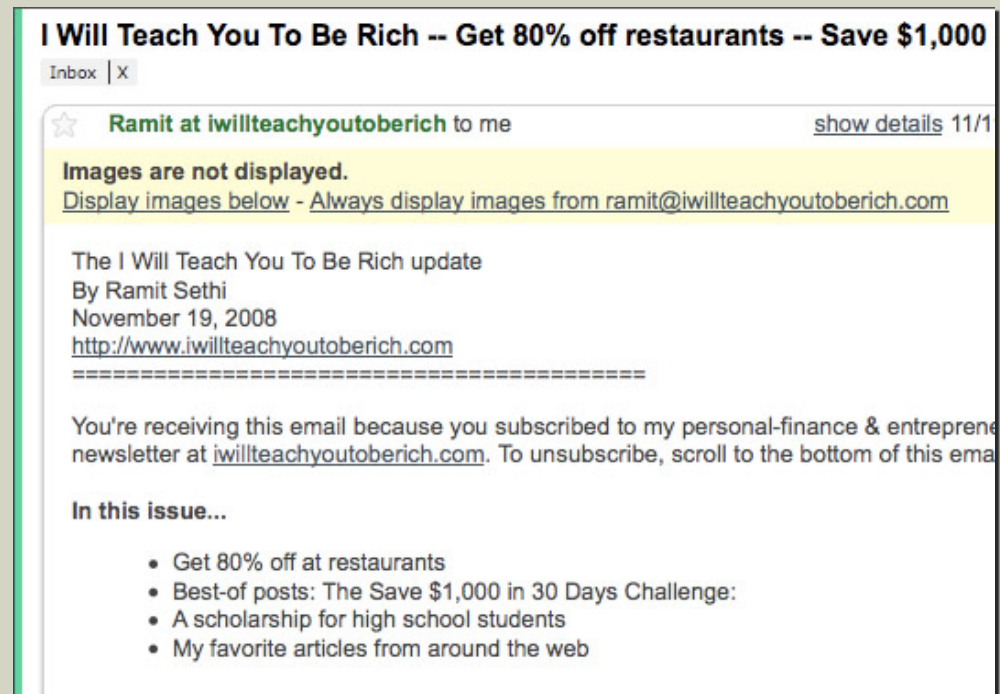 I Will Teach You To Be Rich -- Get 80% off restaurants -- Save $1,000
Inbox | X
Ramit at iwillteachyoutoberich to me show details 11/1
Images are not displayed.
Display images below - Always display images from ramit@iwillteachyoutoberich.com
The I Will Teach You To Be Rich update
By Ramit Sethi
November 19, 2008
http://www.iwillteachyoutoberich.com
==========================================
You're receiving this email because you subscribed to my personal-finance & entreprene
newsletter at iwillteachyoutoberich.com. To unsubscribe, scroll to the bottom of this ema
In this issue...
• Get 80% off at restaurants
• Best-of posts: The Save $1,000 in 30 Days Challenge:
• A scholarship for high school students
• My favorite articles from around the web